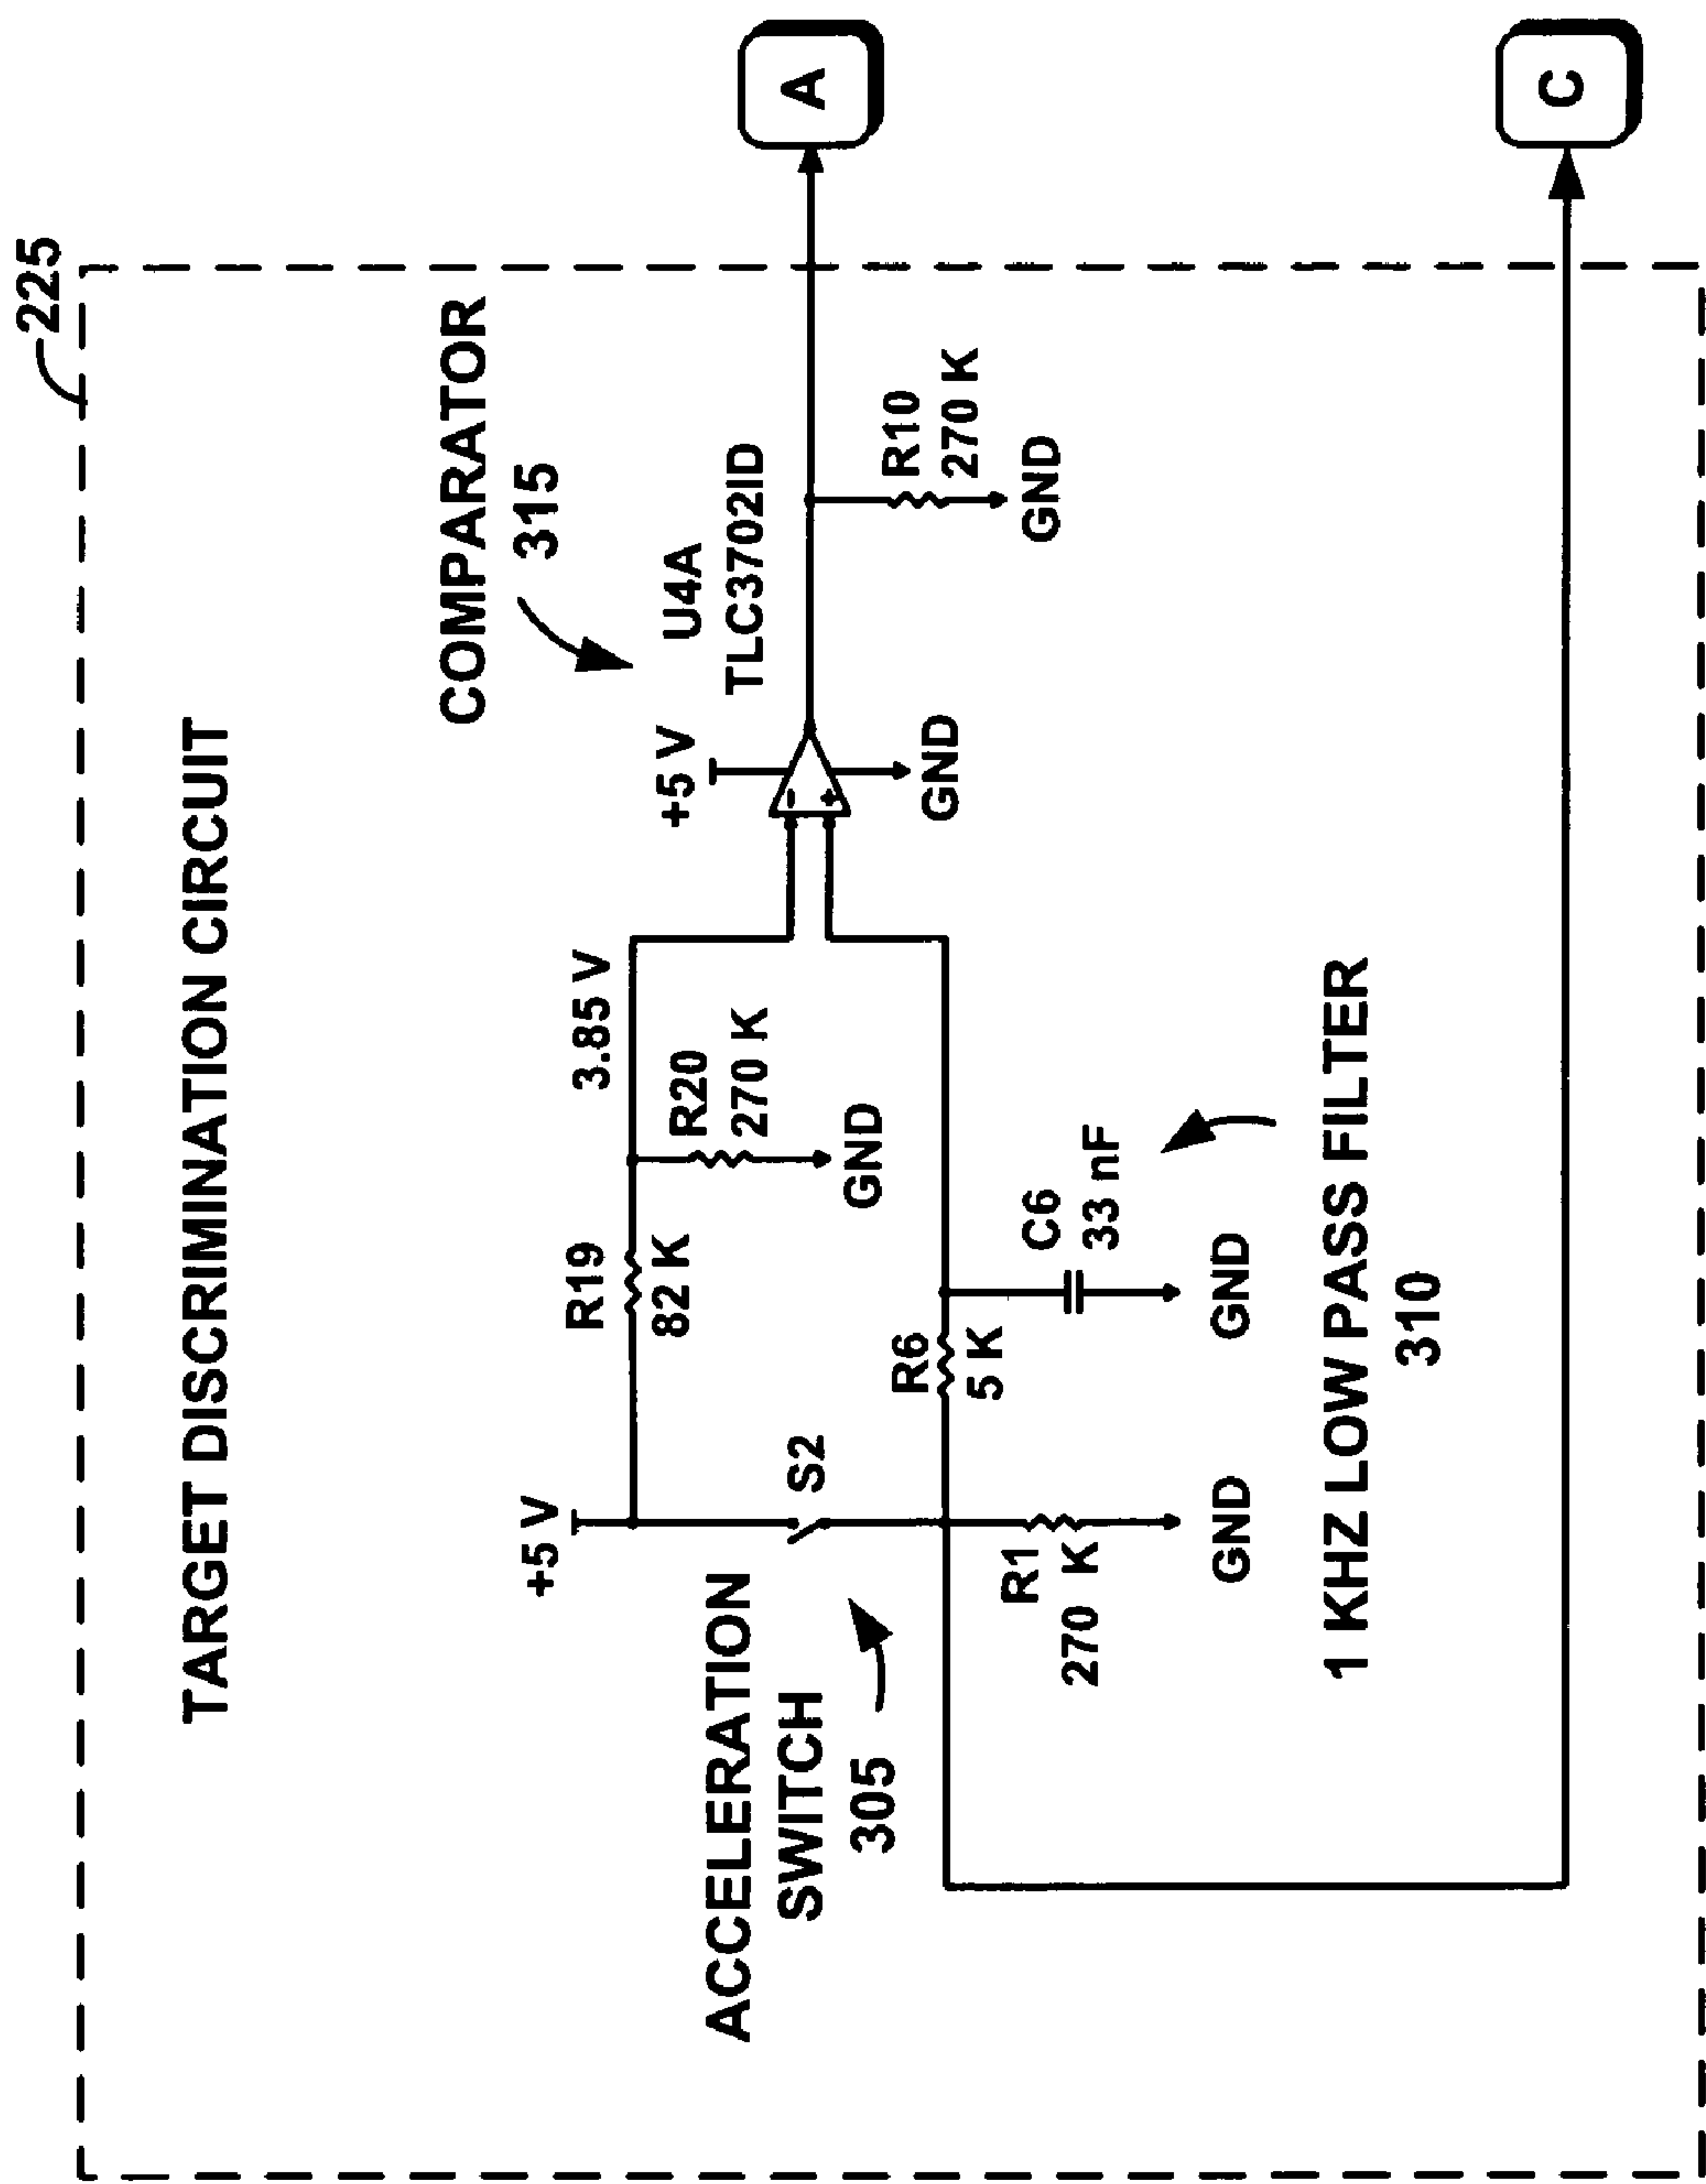 225
TARGET DISCRIMINATION CIRCUIT
COMPARATOR
315
U4A
TLC3702ID
+5 V
R19
82 K
3.85 V
R20
270 K
GND
+5 V
-
+
GND
A
R10
270 K
GND
ACCELERATION
SWITCH
305
S2
R1
270 K
GND
R6
5 K
C6
33 nF
GND
1 KHZ LOW PASS FILTER
310
C